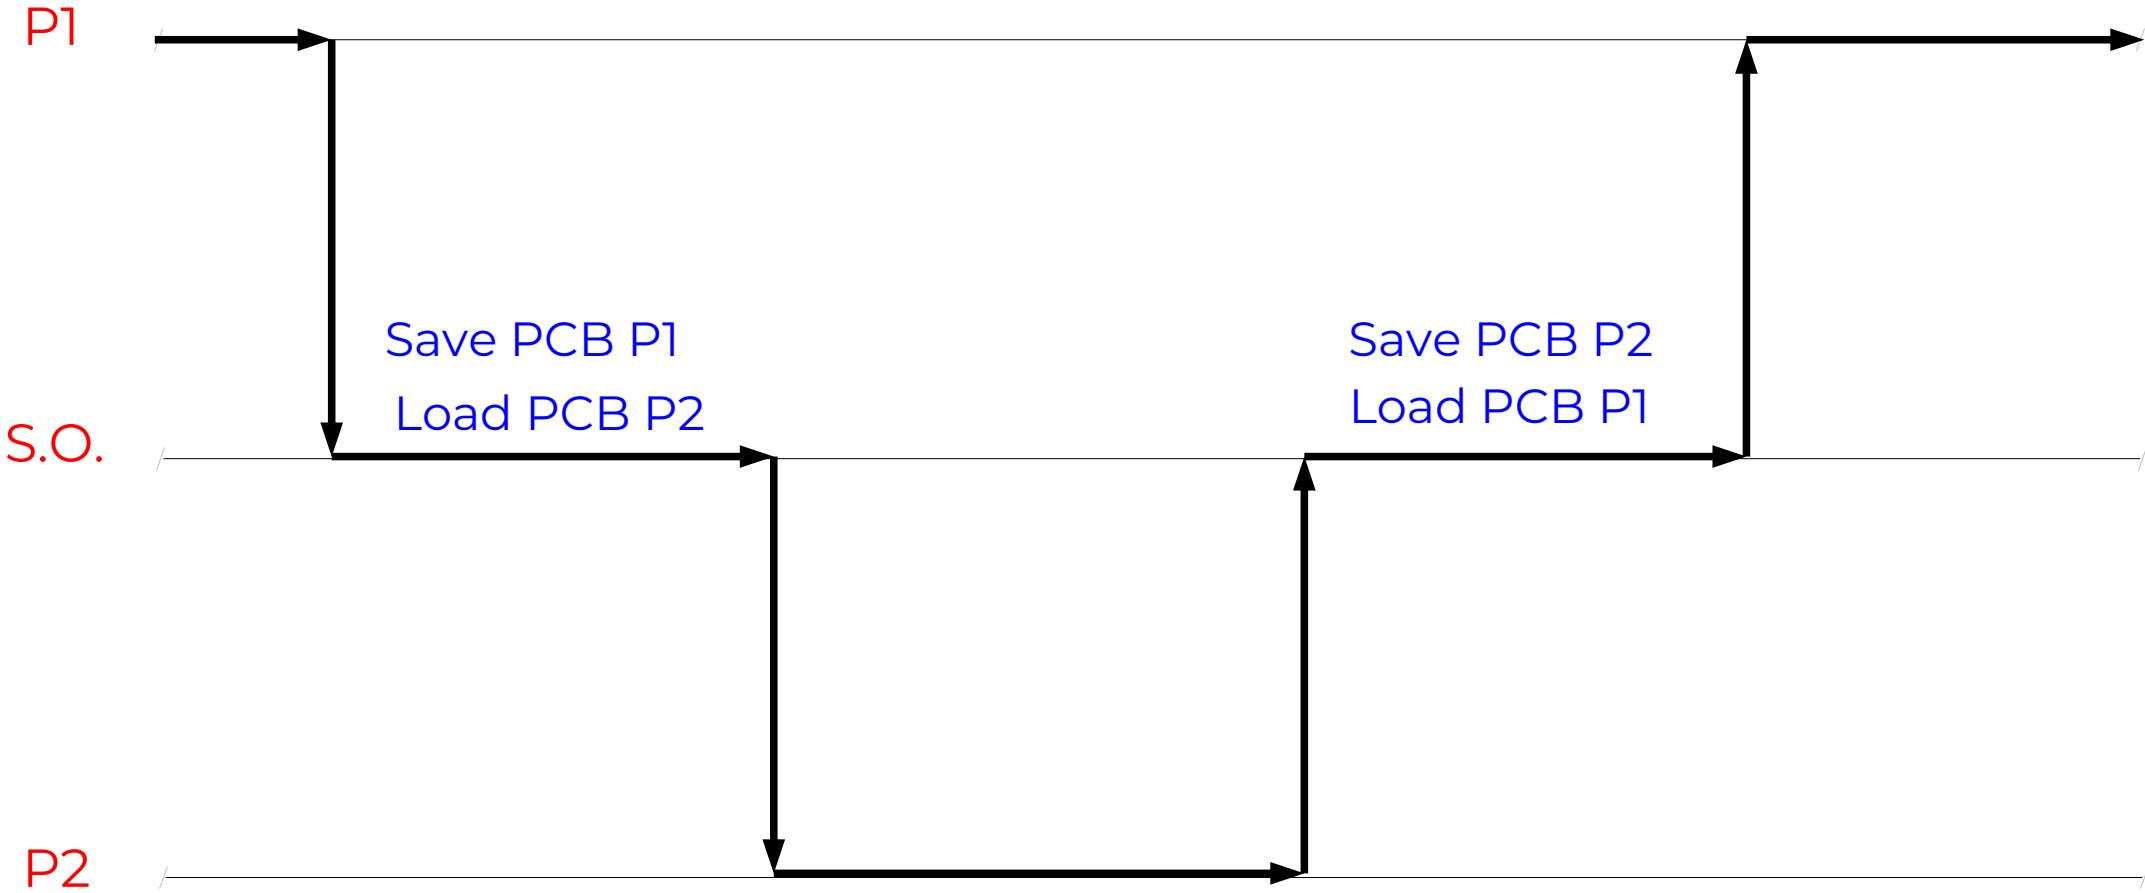 P1
Save PCB P1
Load PCB P2
Save PCB P2
Load PCB P1
S.O.
P2